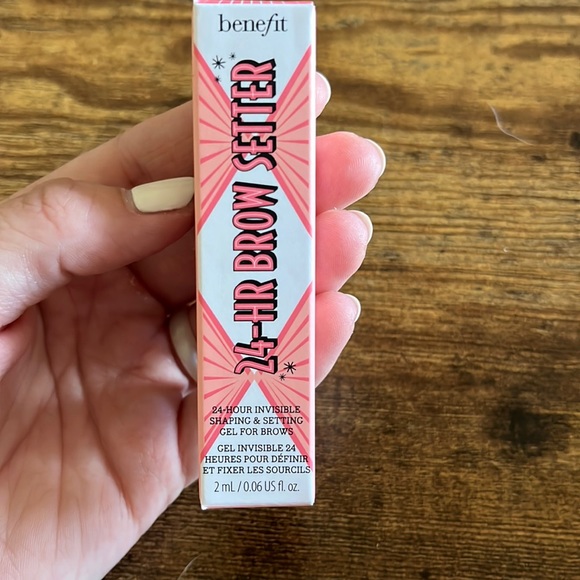 benefit
24-HR BROW SETTER
24-HOUR INVISIBLE
SHAPING & SETTING
GEL FOR BROWS
GEL INVISIBLE 24
HEURES POUR DÉFINIR
ET FIXER LES SOURCILS
2 mL / 0.06 US fl. oz.